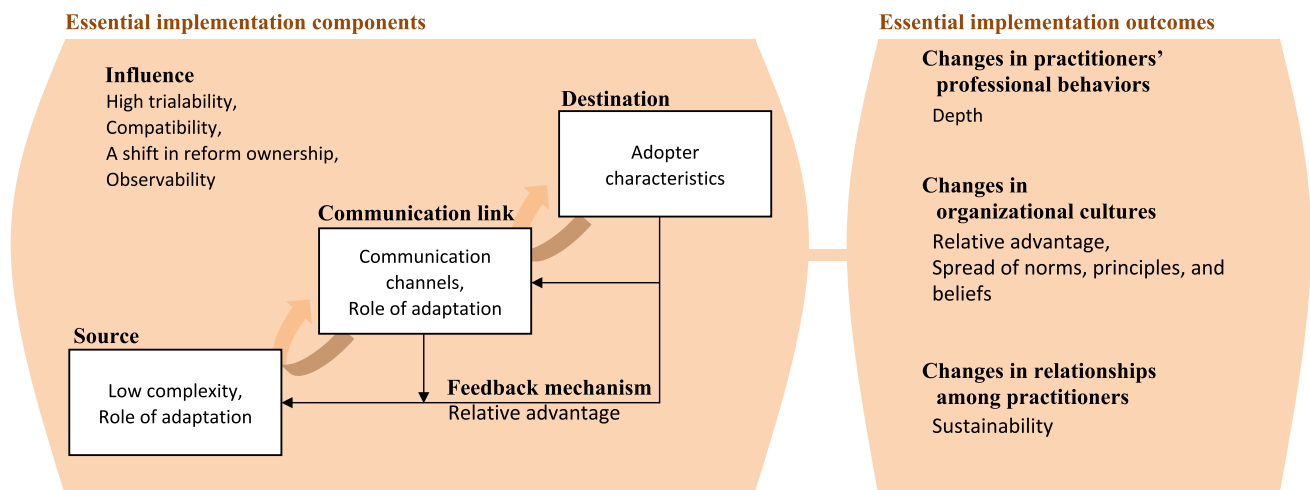 Essential implementation components
Influence
High trialability,
Compatibility,
A shift in reform ownership,
Observability
Destination
Adopter
characteristics
Communication link
Communication
channels,
Role of adaptation
Source
Low complexity,
Role of adaptation
Feedback mechanism
Relative advantage
Essential implementation outcomes
Changes in practitioners’
professional behaviors
Depth
Changes in
organizational cultures
Relative advantage,
Spread of norms, principles, and
beliefs
Changes in relationships
among practitioners
Sustainability